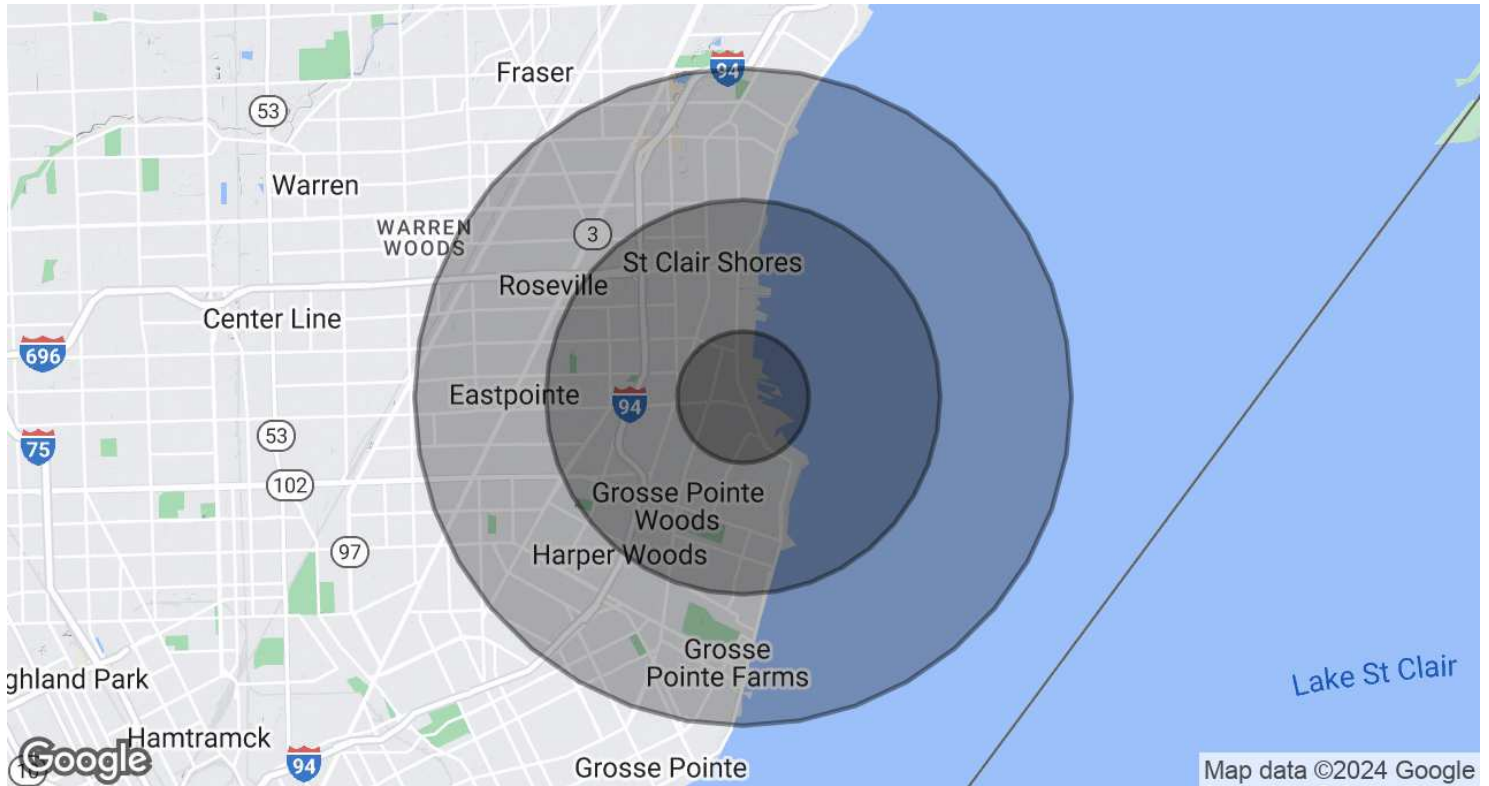 Fraser
94
53
Warren
WARREN
WOODS
3
St Clair Shores
Roseville
Center Line
696
Eastpointe
94
53
75
102
Grosse Pointe
Woods
97
Harper Woods
Grosse
Pointe Farms
ghland Park
Lake St Clair
Hamtramck
Google
94
Grosse Pointe
Map data ©2024 Google